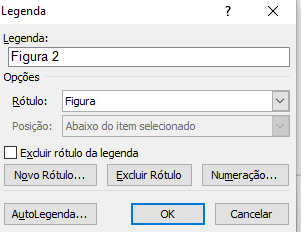 Legenda
Legenda:
Figura 2
Opções
Rótulo: Figura
Posição: Abaixo do item selecionado
Excluir rótulo da legenda
Novo Rótulo... Excluir Rótulo Numeração...
AutoLegenda... OK Cancelar